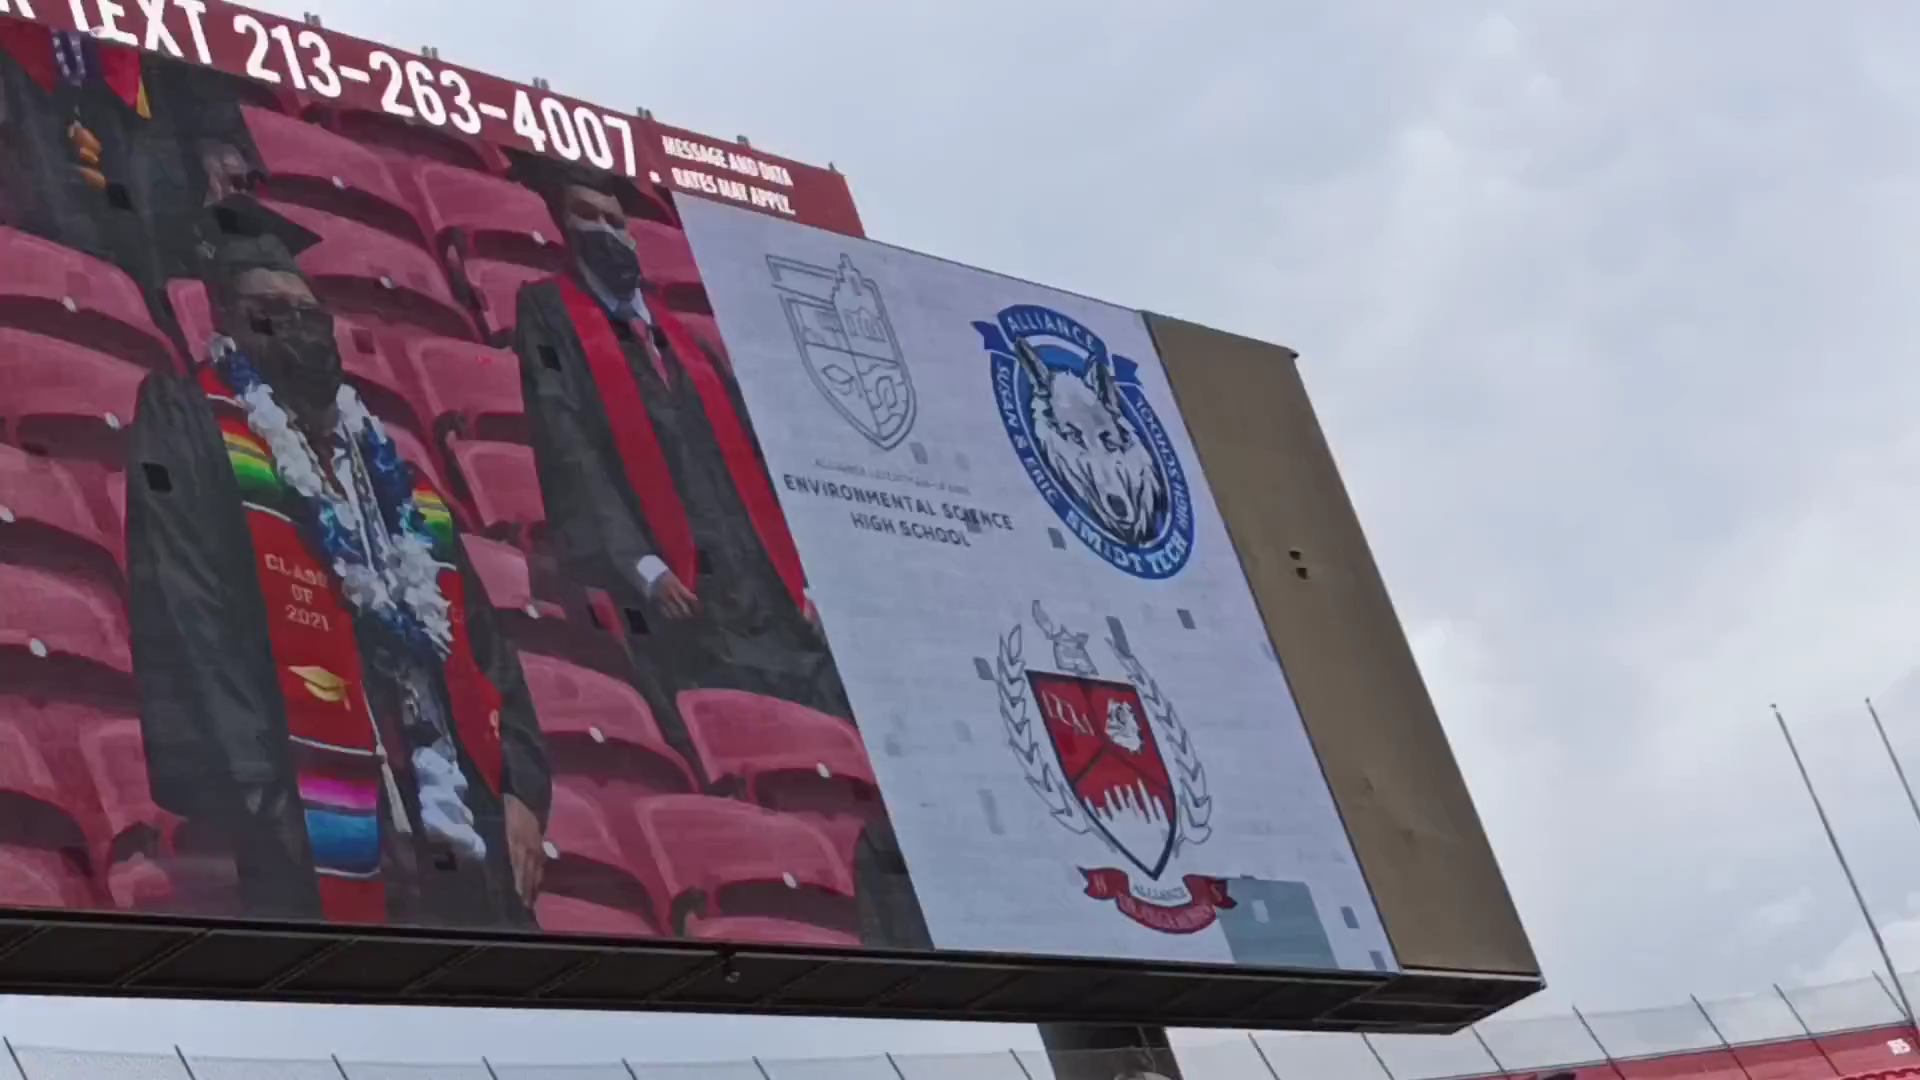 TEXT 213-263-4007.
MESSAGE AND DATA
RATES MAY APPLY.
CLASS
OF
2021
ENVIRONMENTAL SCIENCE
HIGH SCHOOL
ALLIANCE
SUSAN & ERIC SMIDT TECH HIGH SCHOOL
ALLIANCE